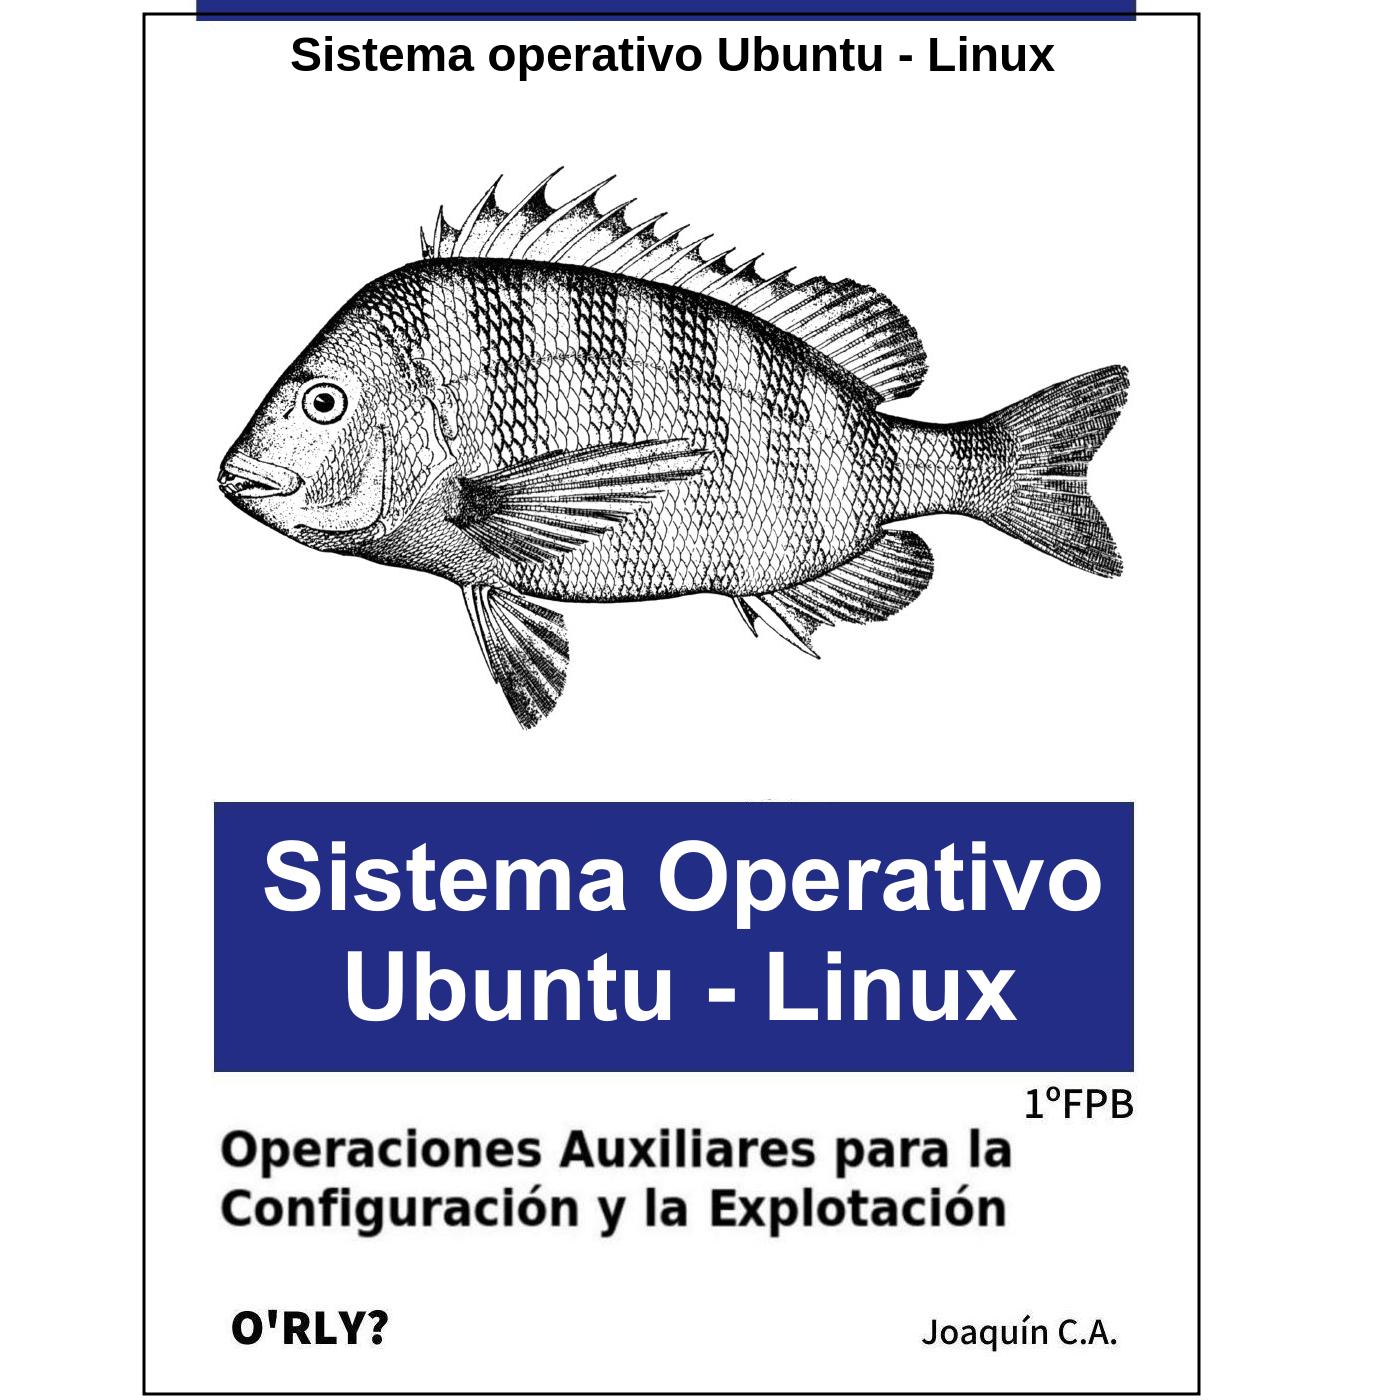 Sistema operativo Ubuntu - Linux
Sistema Operativo
Ubuntu - Linux
1ºFPB
Operaciones Auxiliares para la
Configuración y la Explotación
O'RLY?
Joaquín C.A.